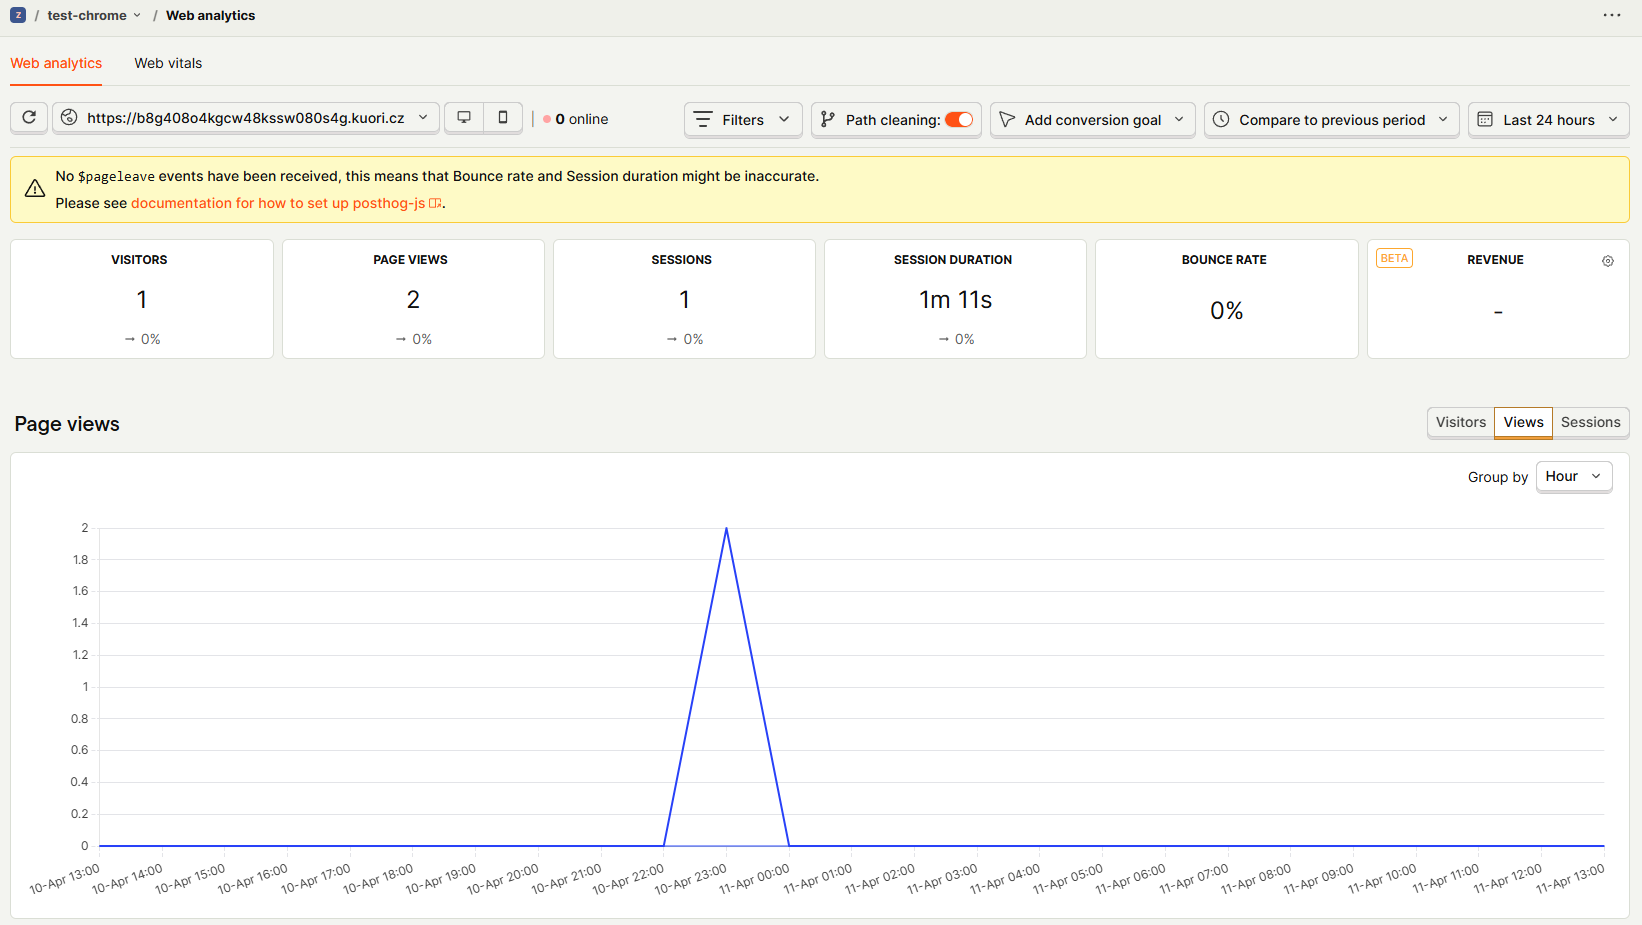 Z / test-chrome / Web analytics
Web analytics Web vitals
https://b8g408o4kgcw48kssw080s4g.kuori.cz 0 online Filters Path cleaning: Add conversion goal Compare to previous period Last 24 hours
No $pageleave events have been received, this means that Bounce rate and Session duration might be inaccurate.
Please see documentation for how to set up posthog-js.
VISITORS
1
→ 0%
PAGE VIEWS
2
→ 0%
SESSIONS
1
→ 0%
SESSION DURATION
1m 11s
→ 0%
BOUNCE RATE
0%
BETA REVENUE
-
Page views
Visitors Views Sessions
Group by Hour
2
1.8
1.6
1.4
1.2
1
0.8
0.6
0.4
0.2
0
10-Apr 13:00 10-Apr 14:00 10-Apr 15:00 10-Apr 16:00 10-Apr 17:00 10-Apr 18:00 10-Apr 19:00 10-Apr 20:00 10-Apr 21:00 10-Apr 22:00 10-Apr 23:00 11-Apr 00:00 11-Apr 01:00 11-Apr 02:00 11-Apr 03:00 11-Apr 04:00 11-Apr 05:00 11-Apr 06:00 11-Apr 07:00 11-Apr 08:00 11-Apr 09:00 11-Apr 10:00 11-Apr 11:00 11-Apr 12:00 11-Apr 13:00